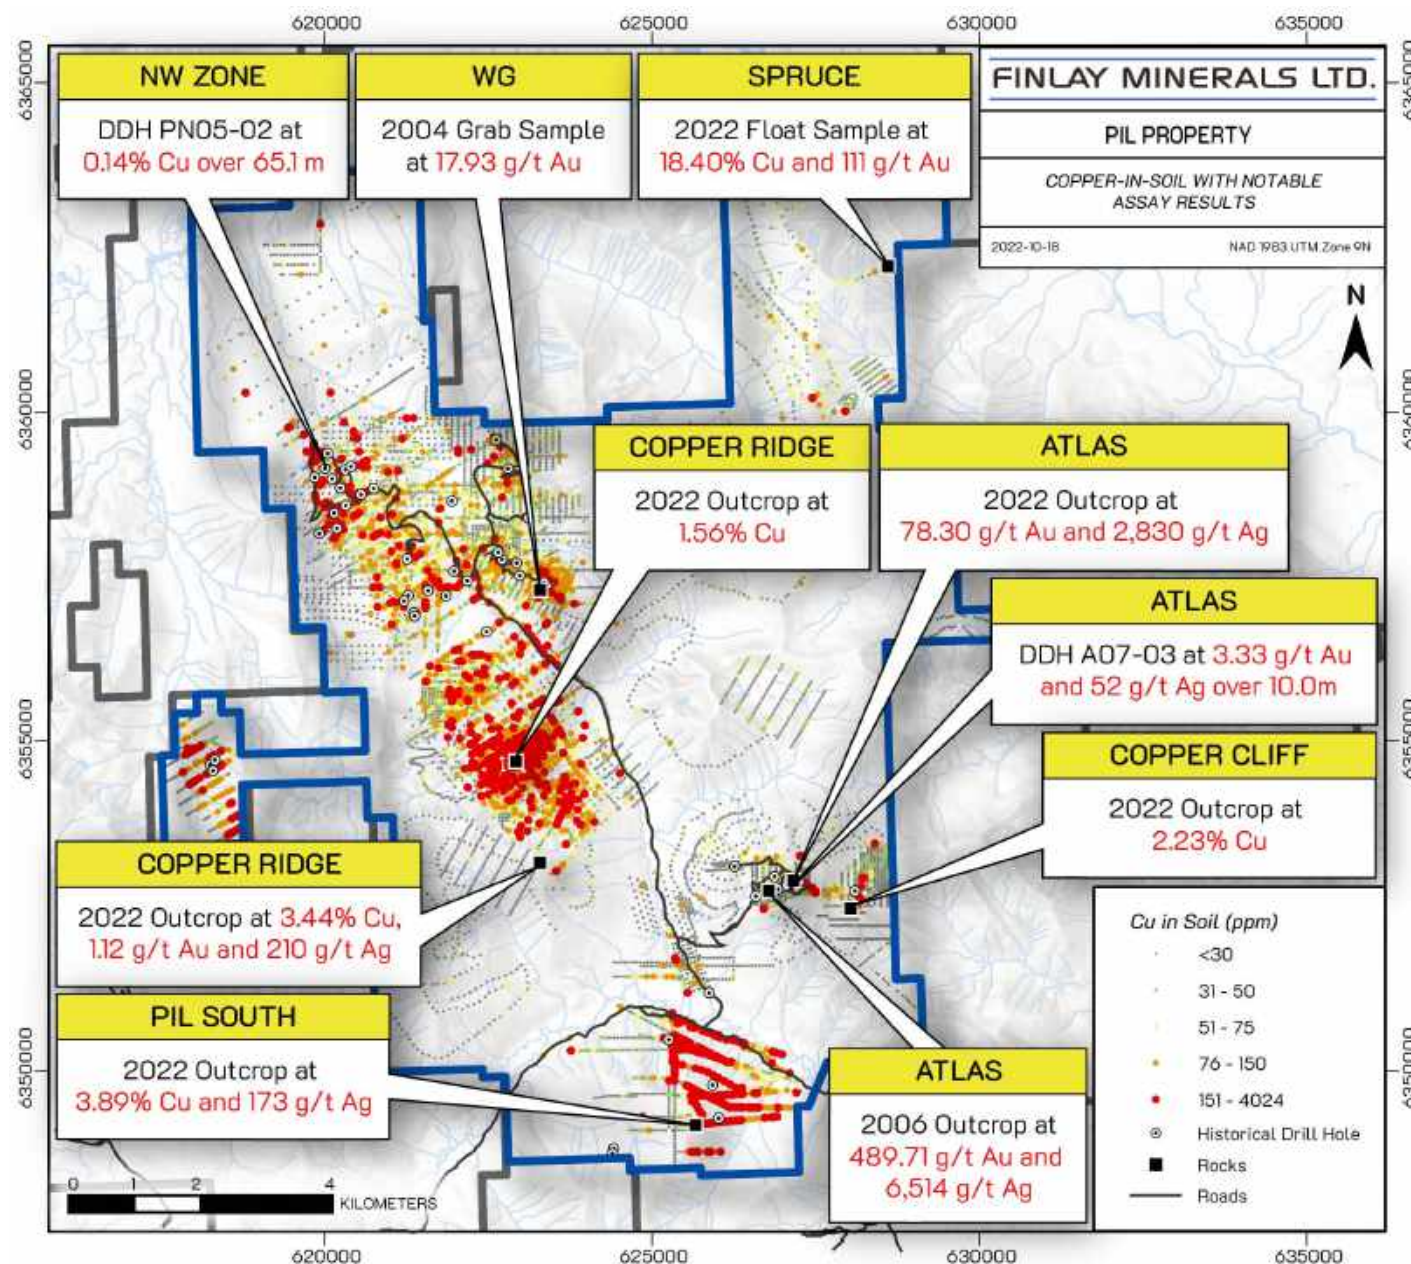 620000
625000
630000
635000
6365000
6360000
6355000
6350000
6365000
6360000
6355000
6350000
NW ZONE
DDH PN05-02 at
0.14% Cu over 65.1 m
WG
2004 Grab Sample
at 17.93 g/t Au
SPRUCE
2022 Float Sample at
18.40% Cu and 111 g/t Au
FINLAY MINERALS LTD.
PIL PROPERTY
COPPER-IN-SOIL WITH NOTABLE
ASSAY RESULTS
2022-10-18
NAD 1983 UTM Zone 9N
N
COPPER RIDGE
2022 Outcrop at
1.56% Cu
ATLAS
2022 Outcrop at
78.30 g/t Au and 2,830 g/t Ag
ATLAS
DDH A07-03 at 3.33 g/t Au
and 52 g/t Ag over 10.0m
COPPER CLIFF
2022 Outcrop at
2.23% Cu
COPPER RIDGE
2022 Outcrop at 3.44% Cu,
1.12 g/t Au and 210 g/t Ag
PIL SOUTH
2022 Outcrop at
3.89% Cu and 173 g/t Ag
ATLAS
2006 Outcrop at
489.71 g/t Au and
6,514 g/t Ag
Cu in Soil (ppm)
<30
31 - 50
51 - 75
76 - 150
151 - 4024
Historical Drill Hole
Rocks
Roads
0 1 2 4
KILOMETERS
620000
625000
630000
635000